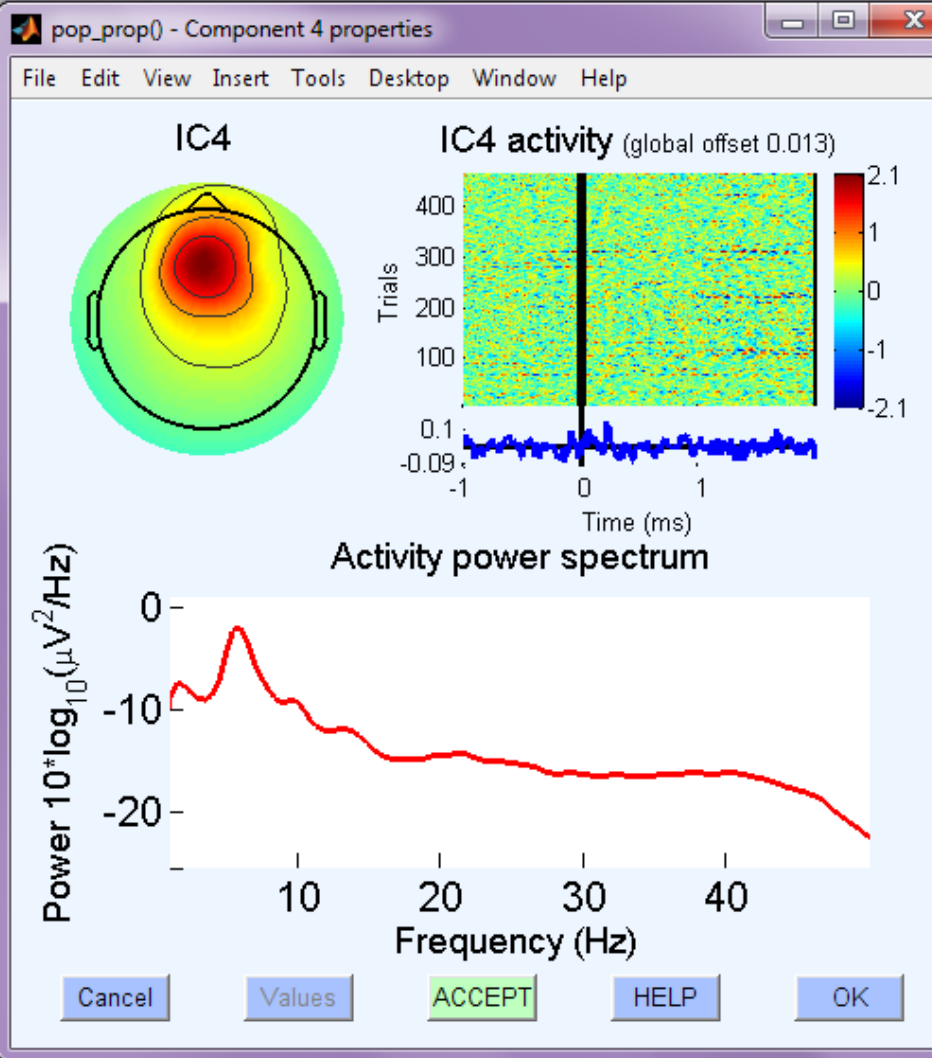 pop_prop() - Component 4 properties
File Edit View Insert Tools Desktop Window Help
IC4
IC4 activity (global offset 0.013)
Trials
400
300
200
100
2.1
1
0
-1
-2.1
0.1
-0.09
-1 0 1
Time (ms)
Activity power spectrum
Power 10*log₁₀(μV²/Hz)
0
-10
-20
10 20 30 40
Frequency (Hz)
Cancel Values ACCEPT HELP OK